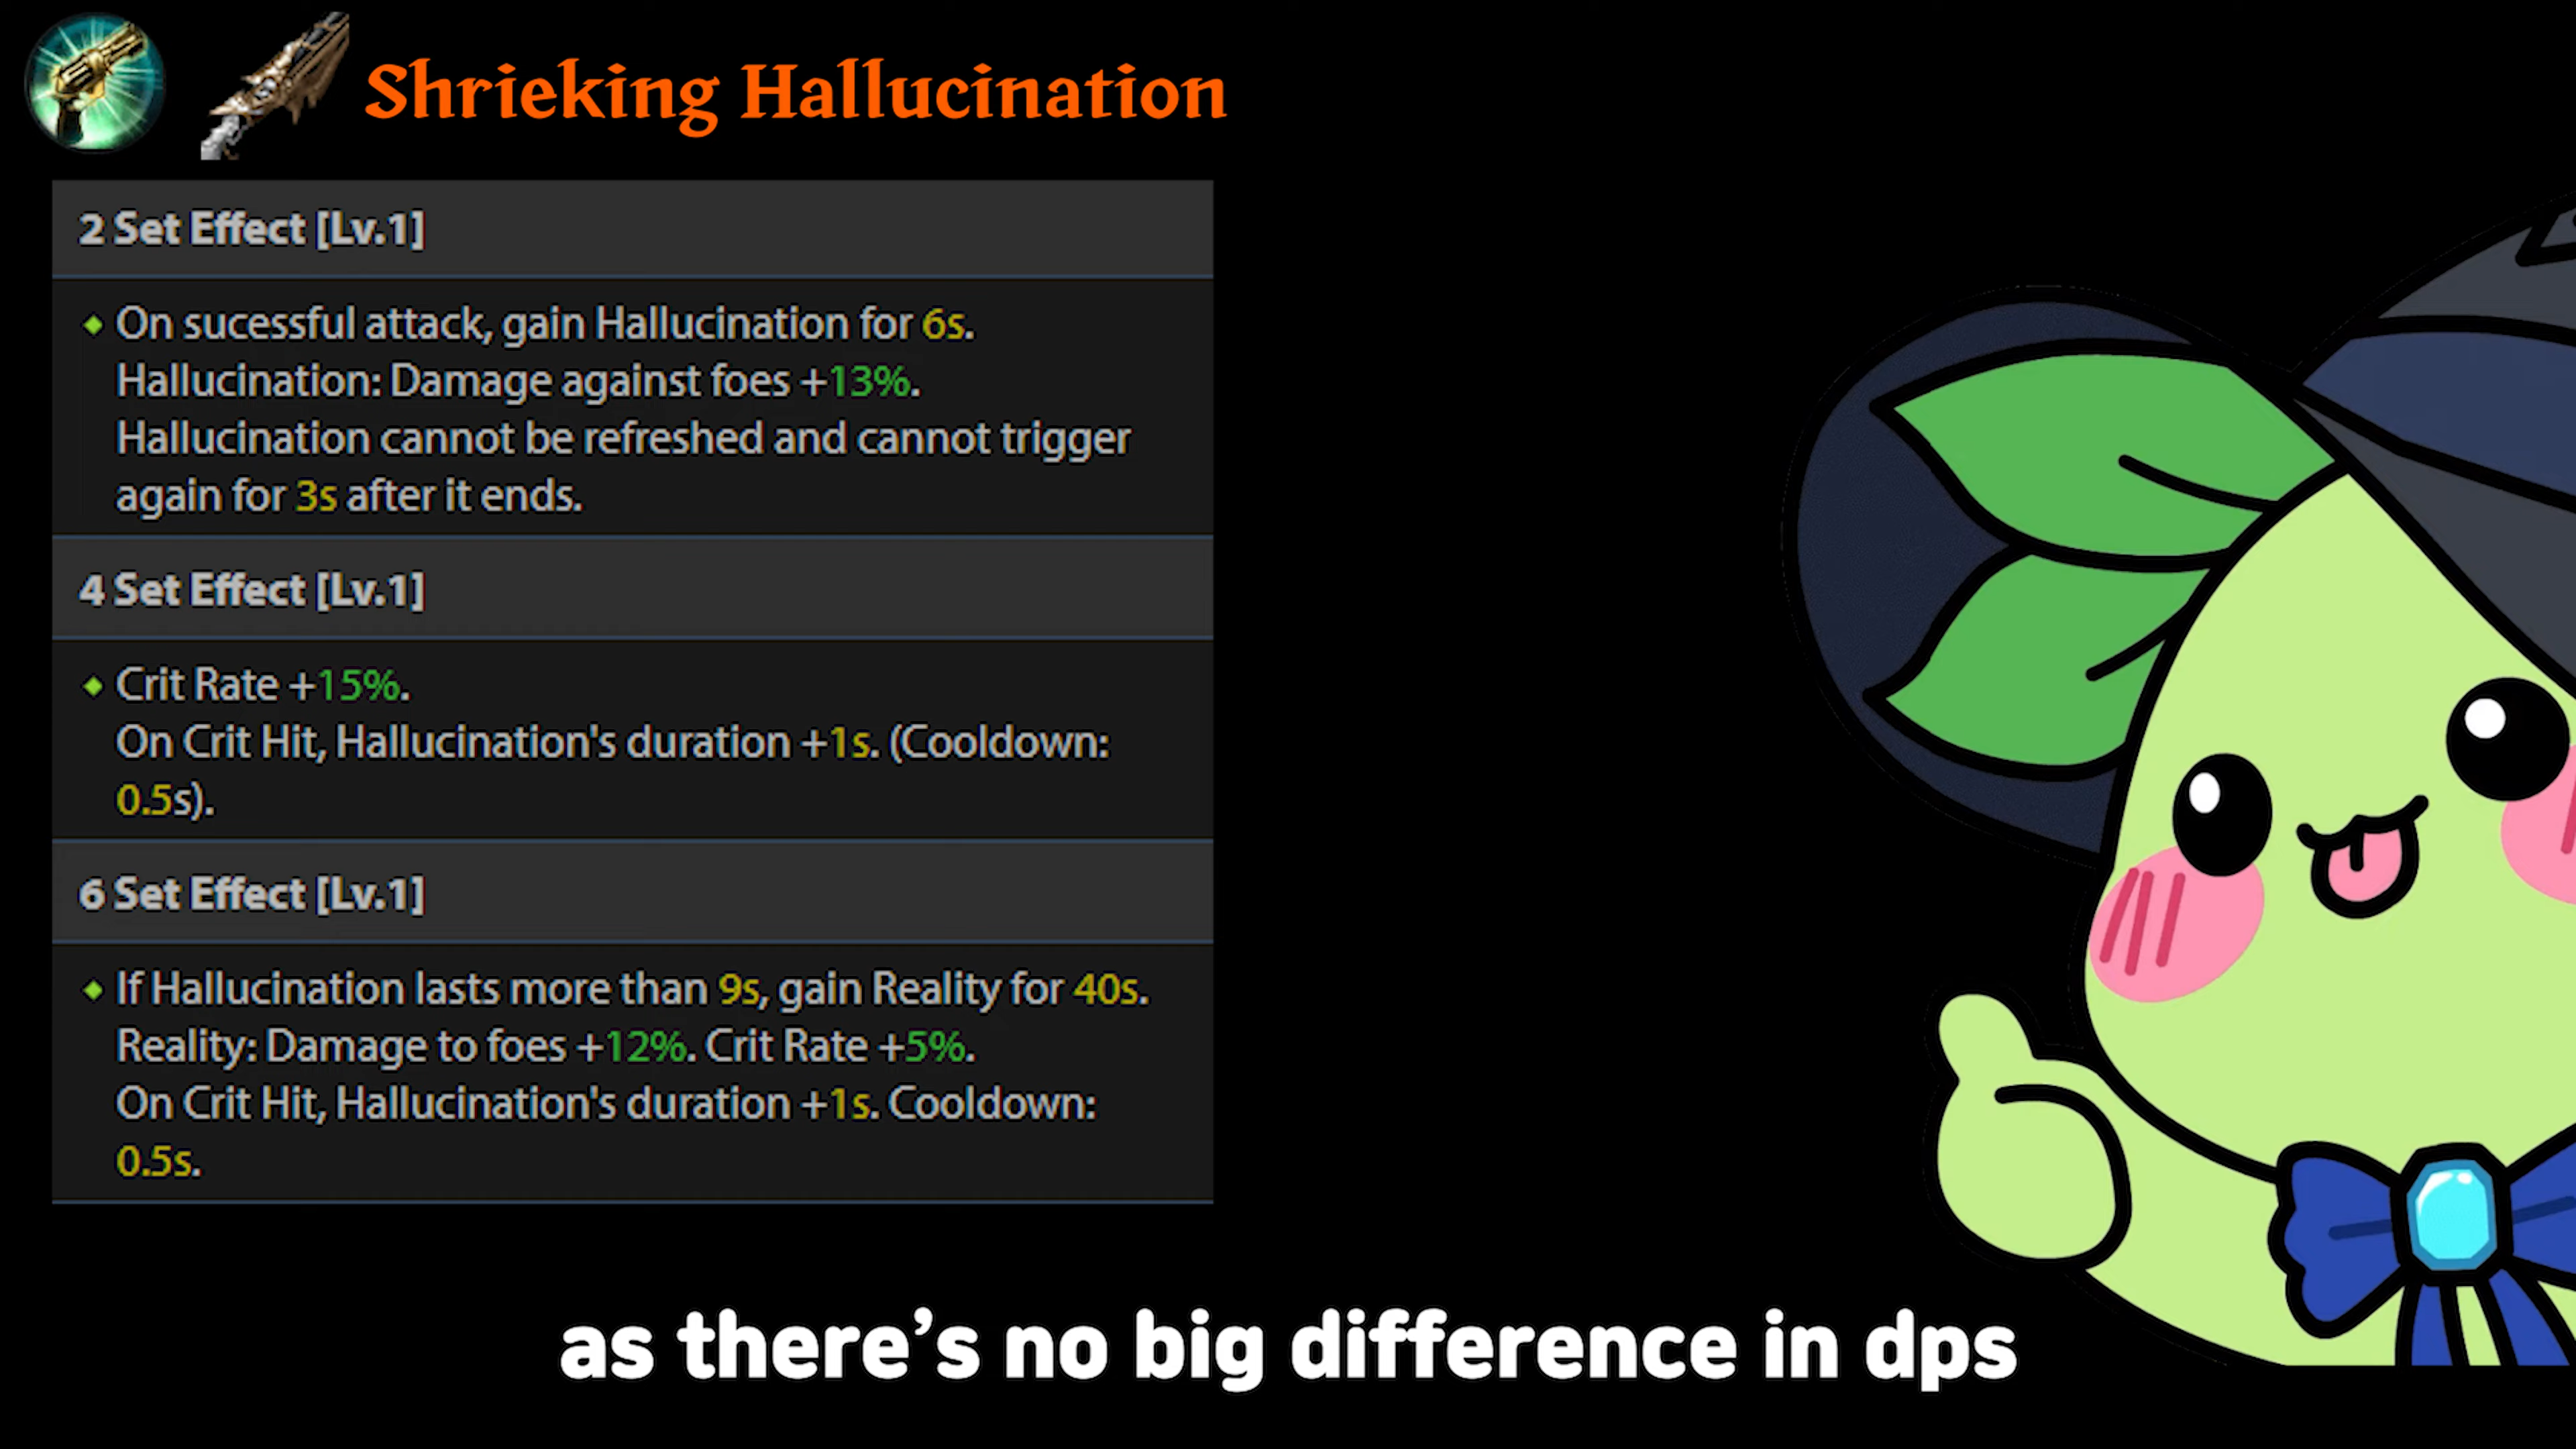 Shrieking Hallucination
2 Set Effect [Lv.1]
On sucessful attack, gain Hallucination for 6s.
Hallucination: Damage against foes +13%.
Hallucination cannot be refreshed and cannot trigger
again for 3s after it ends.
4 Set Effect [Lv.1]
Crit Rate +15%.
On Crit Hit, Hallucination's duration +1s. (Cooldown:
0.5s).
6 Set Effect [Lv.1]
If Hallucination lasts more than 9s, gain Reality for 40s.
Reality: Damage to foes +12%. Crit Rate +5%.
On Crit Hit, Hallucination's duration +1s. Cooldown:
0.5s.
as there’s no big difference in dps